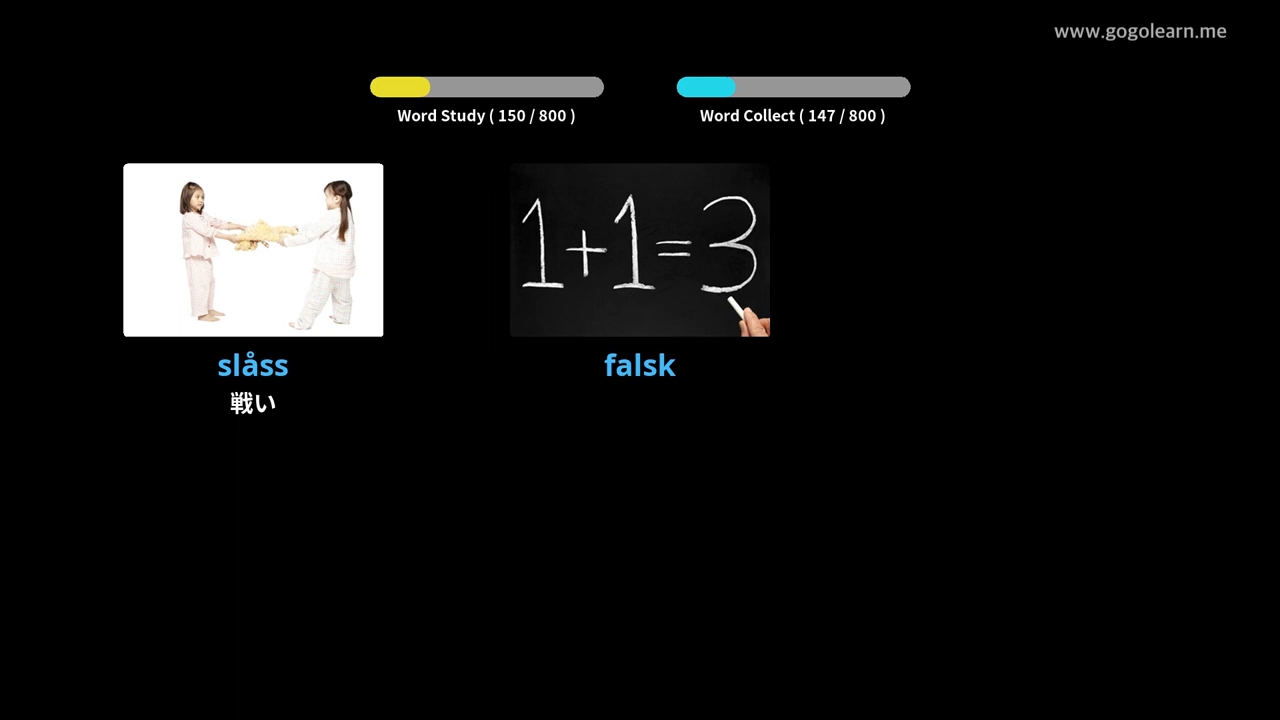 www.gogolearn.me
Word Study ( 150 / 800 )
Word Collect ( 147 / 800 )
1+1=3
slåss
falsk
戦い